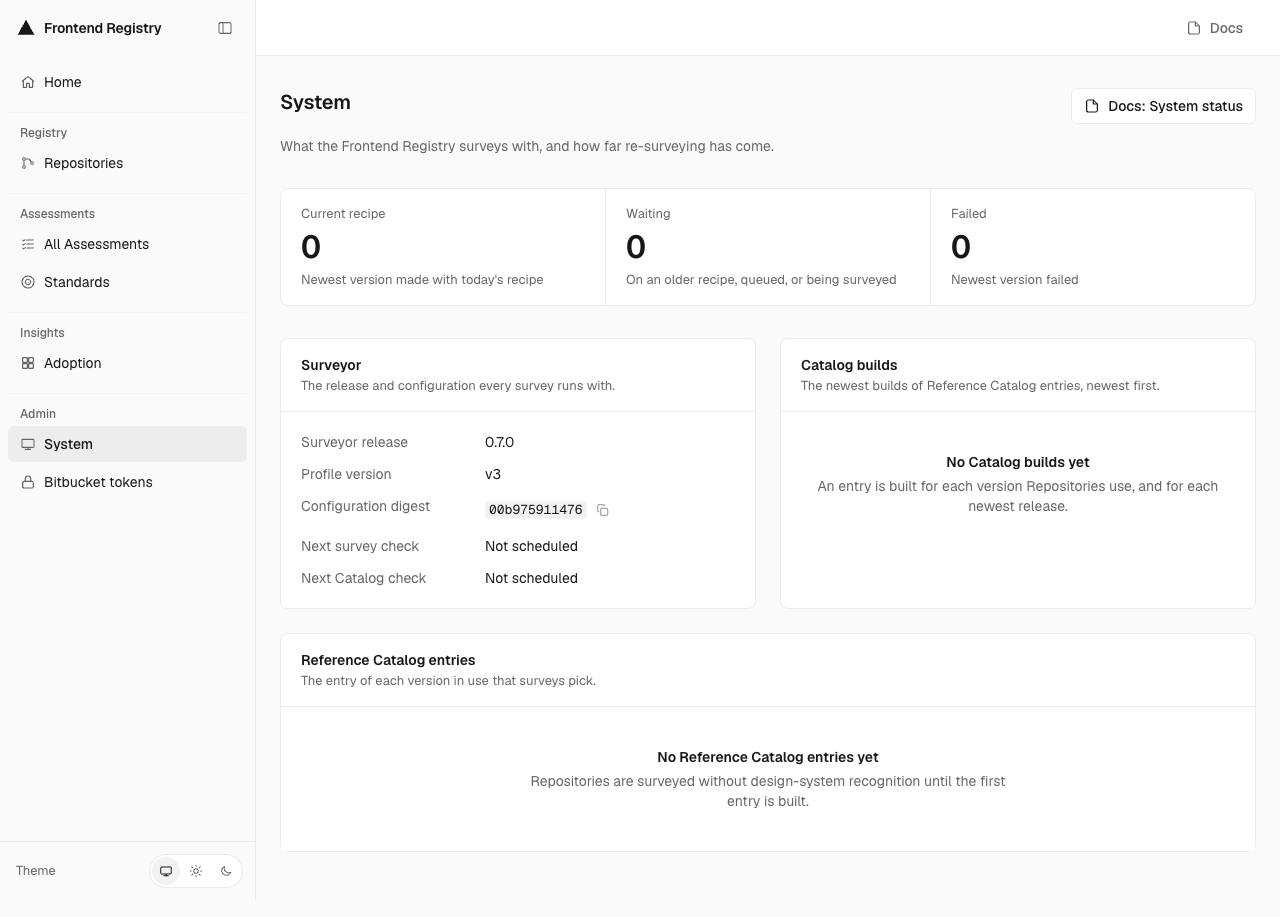 Frontend Registry
Docs
Home
Registry
Repositories
Assessments
All Assessments
Standards
Insights
Adoption
Admin
System
Bitbucket tokens
Theme
System
Docs: System status
What the Frontend Registry surveys with, and how far re-surveying has come.
Current recipe
0
Newest version made with today's recipe
Waiting
0
On an older recipe, queued, or being surveyed
Failed
0
Newest version failed
Surveyor
The release and configuration every survey runs with.
Surveyor release 0.7.0
Profile version v3
Configuration digest 00b975911476
Next survey check Not scheduled
Next Catalog check Not scheduled
Catalog builds
The newest builds of Reference Catalog entries, newest first.
No Catalog builds yet
An entry is built for each version Repositories use, and for each
newest release.
Reference Catalog entries
The entry of each version in use that surveys pick.
No Reference Catalog entries yet
Repositories are surveyed without design-system recognition until the first
entry is built.